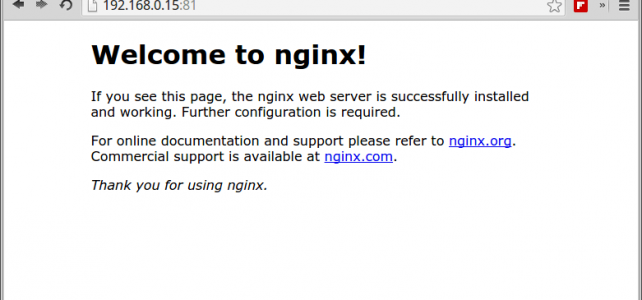 192.168.0.15:81
»
Welcome to nginx!
If you see this page, the nginx web server is successfully installed
and working. Further configuration is required.
For online documentation and support please refer to nginx.org.
Commercial support is available at nginx.com.
Thank you for using nginx.